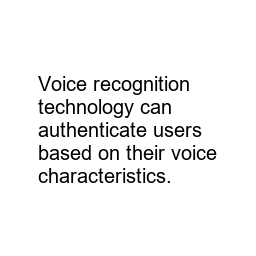 Voice recognition
technology can
authenticate users
based on their voice
characteristics.